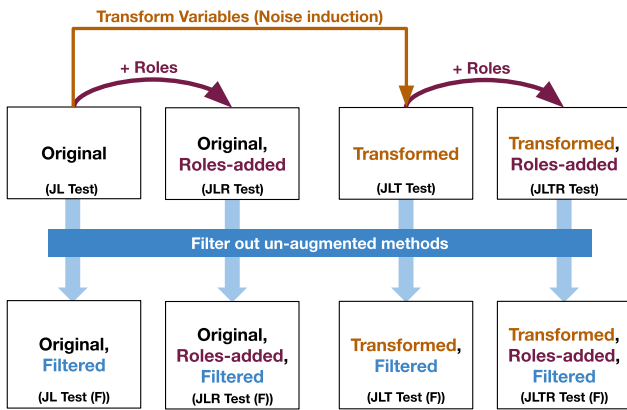 Transform Variables (Noise induction)
+ Roles
+ Roles
Original
(JL Test)
Original,
Roles-added
(JLR Test)
Transformed
(JLT Test)
Transformed,
Roles-added
(JLTR Test)
Filter out un-augmented methods
Original,
Filtered
(JL Test (F))
Original,
Roles-added,
Filtered
(JLR Test (F))
Transformed,
Filtered
(JLT Test (F))
Transformed,
Roles-added,
Filtered
(JLTR Test (F))